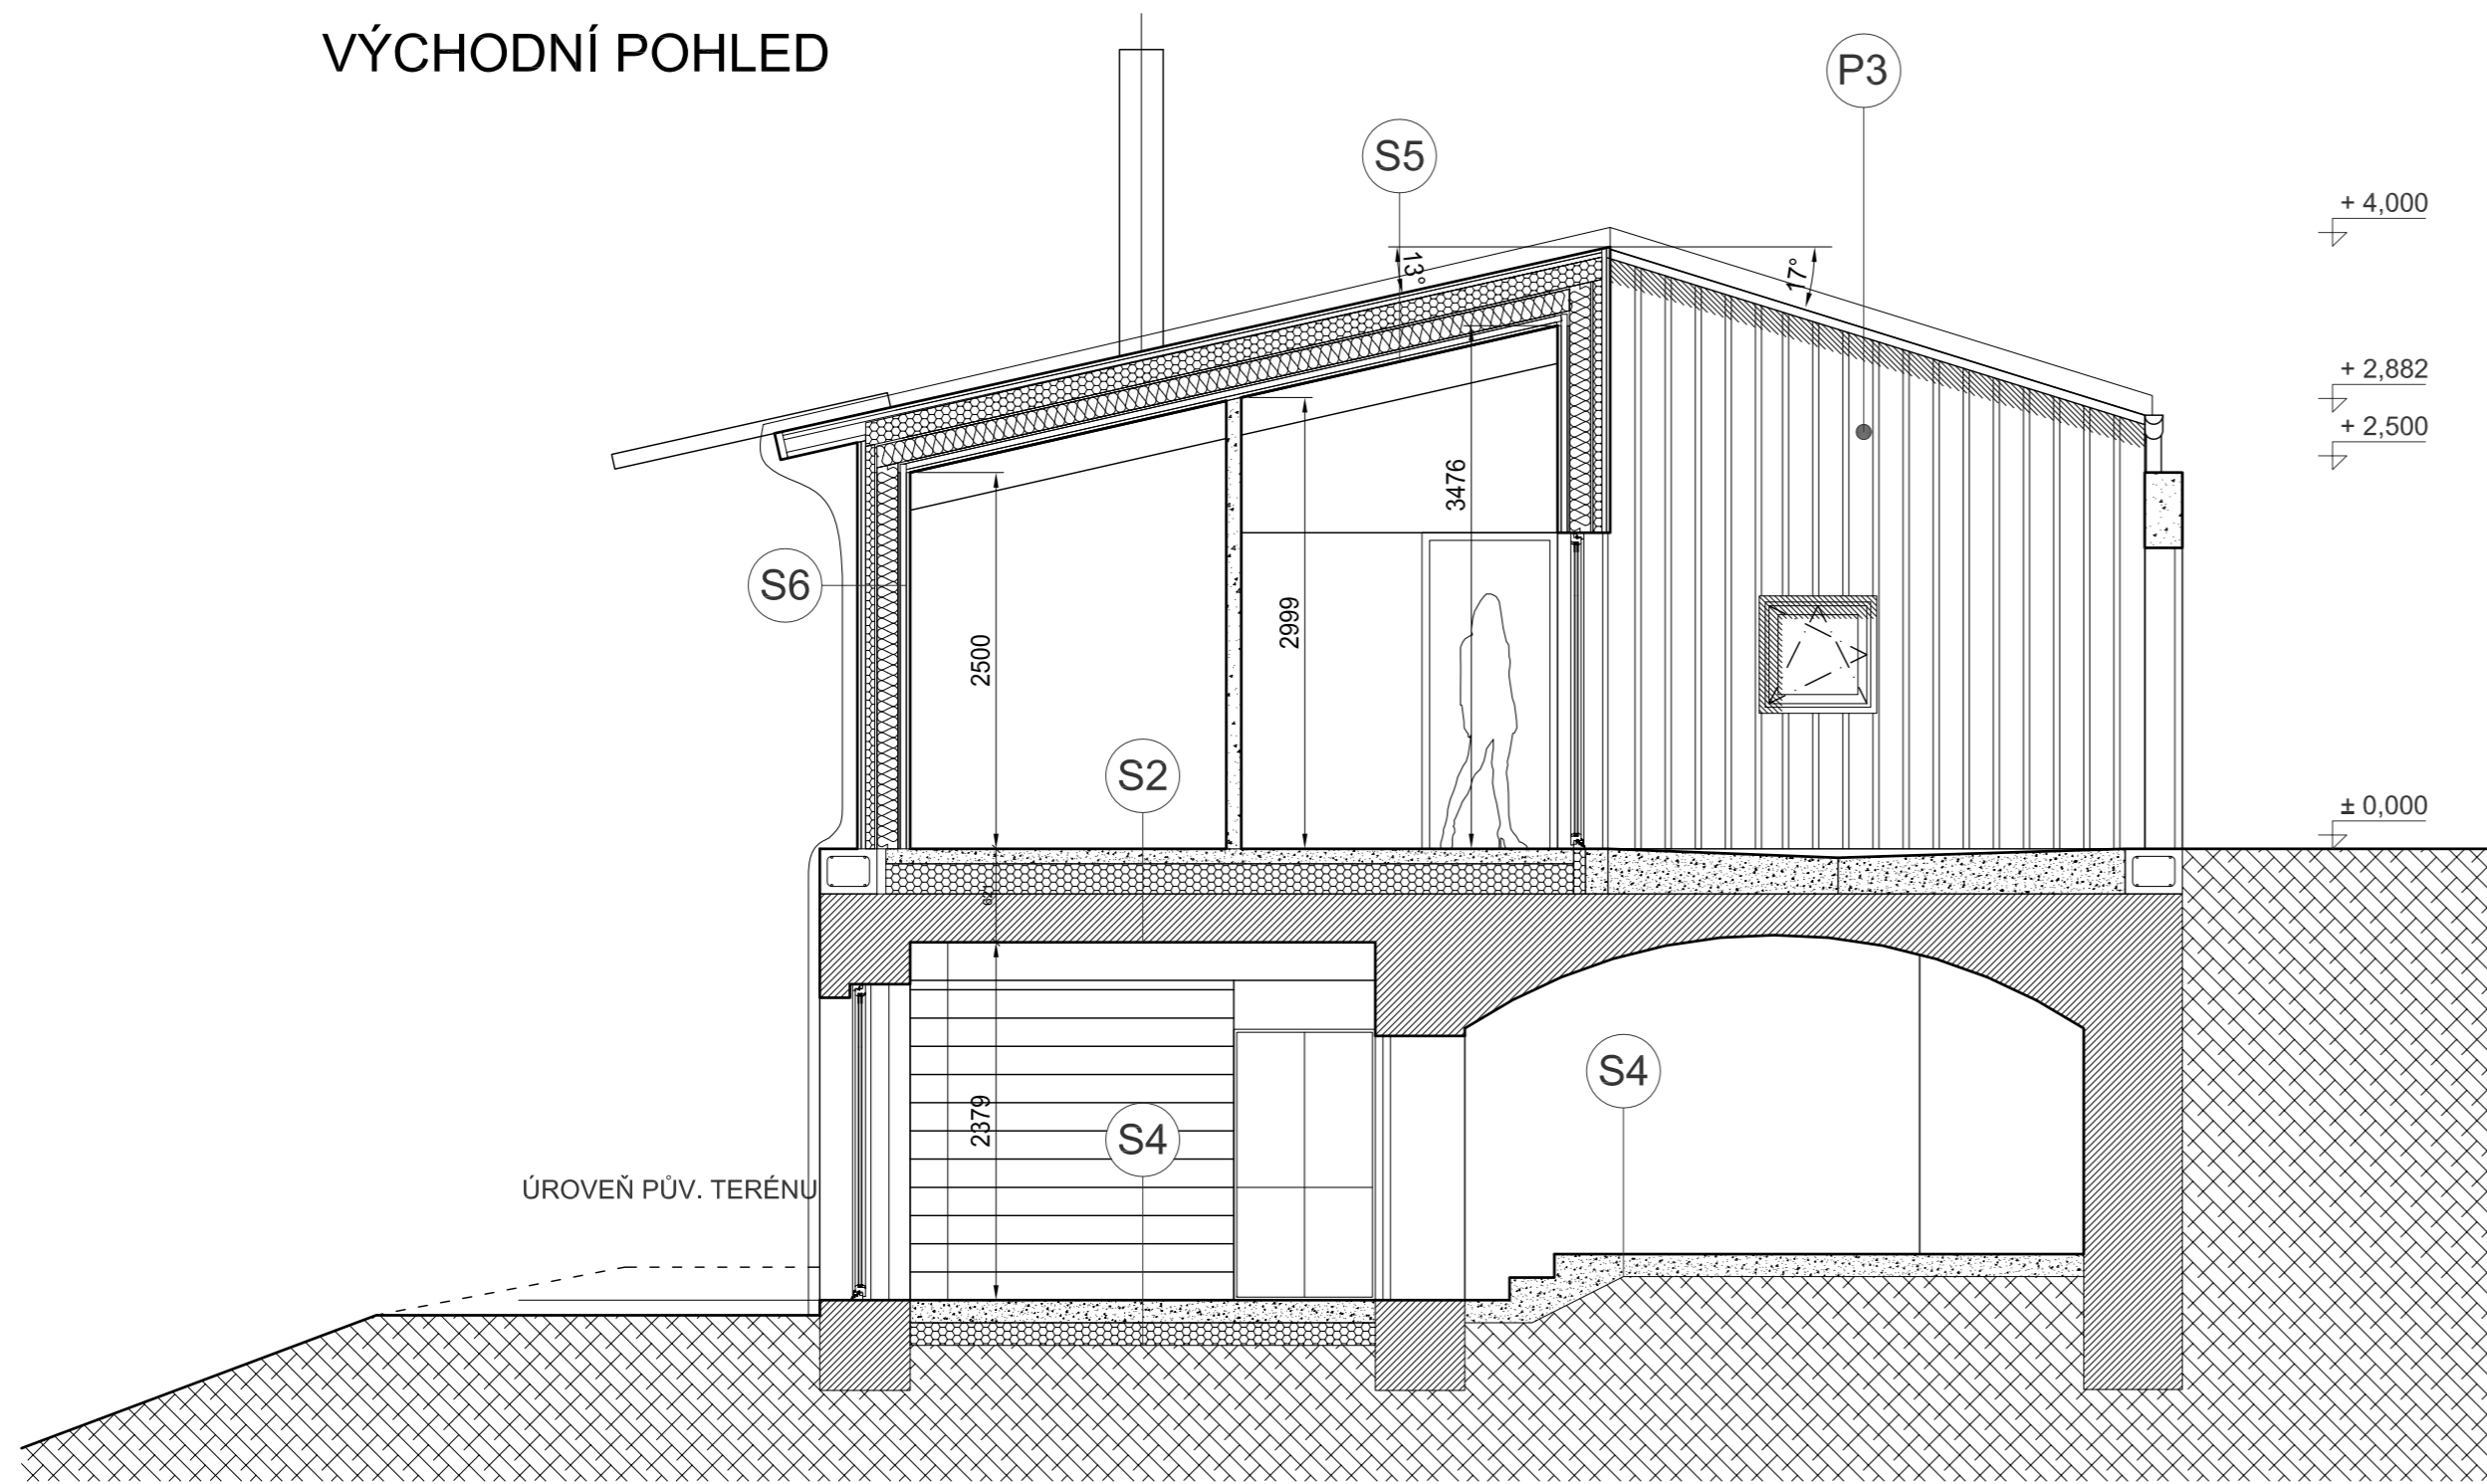 VÝCHODNÍ POHLED
P3
S5
+ 4,000
13°
17°
+ 2,882
+ 2,500
3476
S6
2999
2500
S2
± 0,000
621
S4
2379
S4
ÚROVEŇ PŮV. TERÉNU